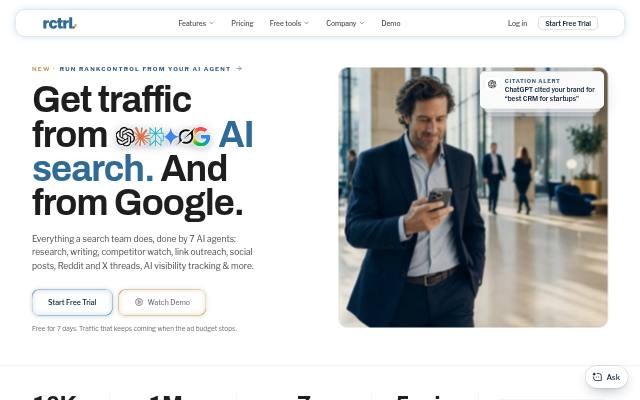 rctrl.
Features
Pricing
Free tools
Company
Demo
Log in
Start Free Trial
NEW · RUN RANKCONTROL FROM YOUR AI AGENT →
Get traffic
from AI
search. And
from Google.
Everything a search team does, done by 7 AI agents:
research, writing, competitor watch, link outreach, social
posts, Reddit and X threads, AI visibility tracking & more.
Start Free Trial
Watch Demo
Free for 7 days. Traffic that keeps coming when the ad budget stops.
CITATION ALERT
ChatGPT cited your brand for
“best CRM for startups”
Ask